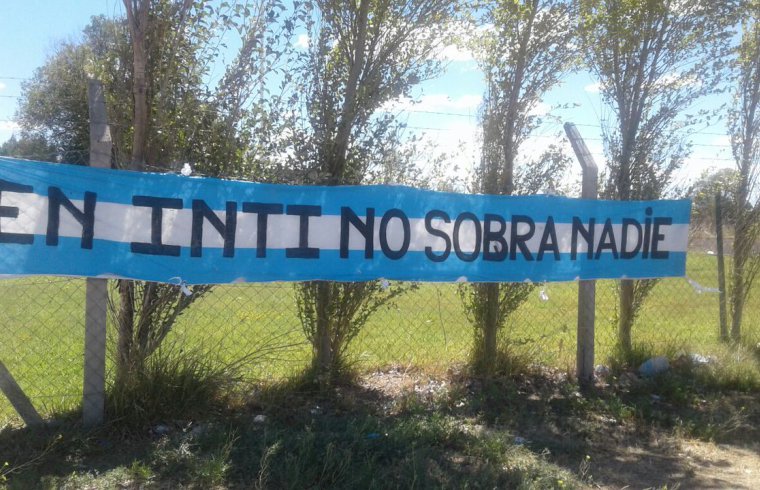 EN INTI NO SOBRA NADiE